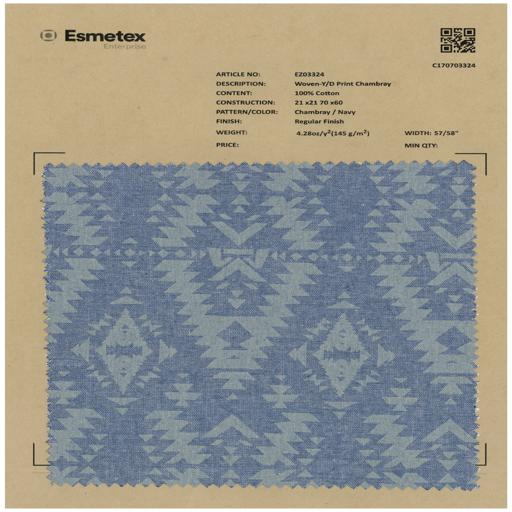 Esmetex
Enterprise
C170703324
ARTICLE NO: EZ03324
DESCRIPTION: Woven-Y/D Print Chambray
CONTENT: 100% Cotton
CONSTRUCTION: 21 x21 70 x60
PATTERN/COLOR: Chambray / Navy
FINISH: Regular Finish
WEIGHT: 4.28oz/y²(145 g/m²) WIDTH: 57/58"
PRICE: MIN QTY: